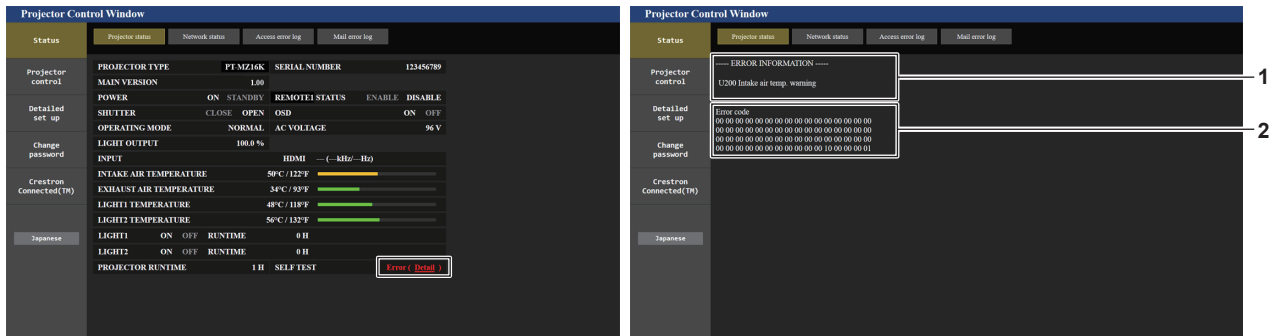 Projector Control Window
Status
Projector status Network status Access error log Mail error log
Projector control
Detailed set up
Change password
Crestron Connected(TM)
Japanese
PROJECTOR TYPE PT-MZ16K SERIAL NUMBER 123456789
MAIN VERSION 1.00
POWER ON STANDBY REMOTE1 STATUS ENABLE DISABLE
SHUTTER CLOSE OPEN OSD ON OFF
OPERATING MODE NORMAL AC VOLTAGE 96 V
LIGHT OUTPUT 100.0 %
INPUT HDMI — (—kHz/—Hz)
INTAKE AIR TEMPERATURE 50°C / 122°F
EXHAUST AIR TEMPERATURE 34°C / 93°F
LIGHT1 TEMPERATURE 48°C / 118°F
LIGHT2 TEMPERATURE 56°C / 132°F
LIGHT1 ON OFF RUNTIME 0 H
LIGHT2 ON OFF RUNTIME 0 H
PROJECTOR RUNTIME 1 H SELF TEST Error ( Detail )
Projector Control Window
Status
Projector status Network status Access error log Mail error log
Projector control
Detailed set up
Change password
Crestron Connected(TM)
Japanese
----- ERROR INFORMATION -----
U200 Intake air temp. warning
1
Error code
00 00 00 00 00 00 00 00 00 00 00 00 00 00 00 00
00 00 00 00 00 00 00 00 00 00 00 00 00 00 00 00
00 00 00 00 00 00 00 00 00 00 00 00 00 00 00 00
00 00 00 00 00 00 00 00 00 00 00 10 00 00 00 01
2